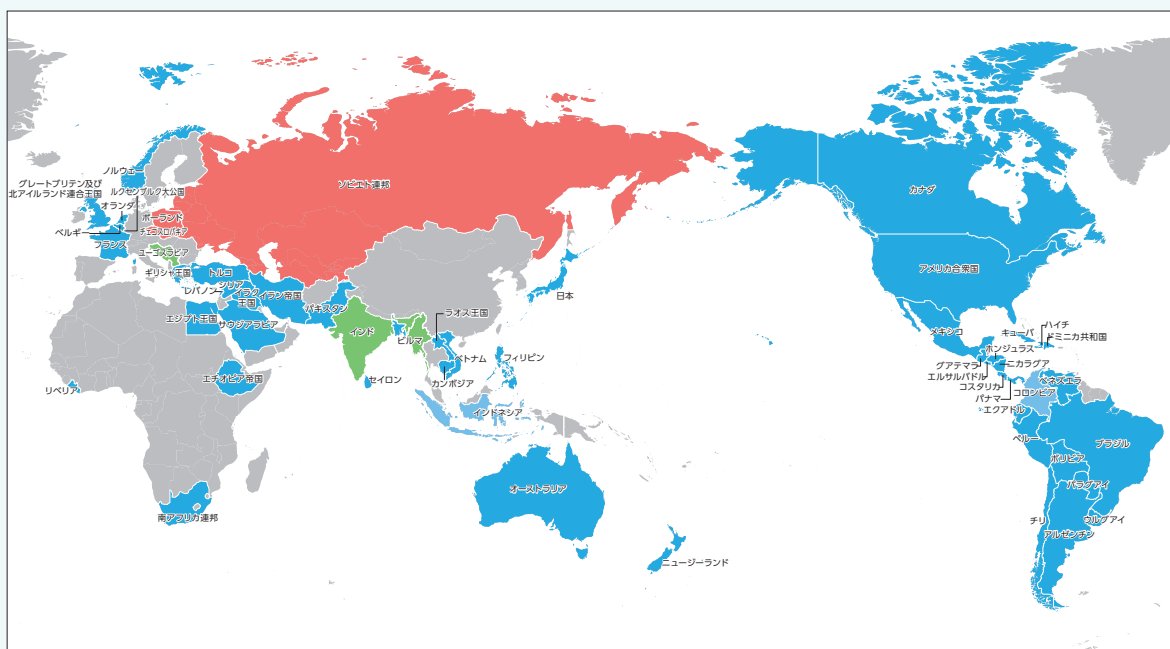 ノルウェー
グレートブリテン及び
北アイルランド連合王国
ルクセンブルク大公国
オランダ
ベルギー
フランス
ポーランド
チェコスロバキア
ユーゴスラビア
ギリシャ王国
トルコ
レバノン
シリア
イラク
王国
イラン帝国
エジプト王国
サウジアラビア
パキスタン
エチオピア帝国
リベリア
南アフリカ連邦
ソビエト連邦
インド
ビルマ
セイロン
ラオス王国
ベトナム
カンボジア
フィリピン
インドネシア
日本
オーストラリア
ニュージーランド
カナダ
アメリカ合衆国
メキシコ
キューバ
ハイチ
ドミニカ共和国
ホンジュラス
ニカラグア
グアテマラ
エルサルバドル
コスタリカ
パナマ
コロンビア
ベネズエラ
エクアドル
ペルー
ブラジル
ボリビア
パラグアイ
チリ
ウルグアイ
アルゼンチン